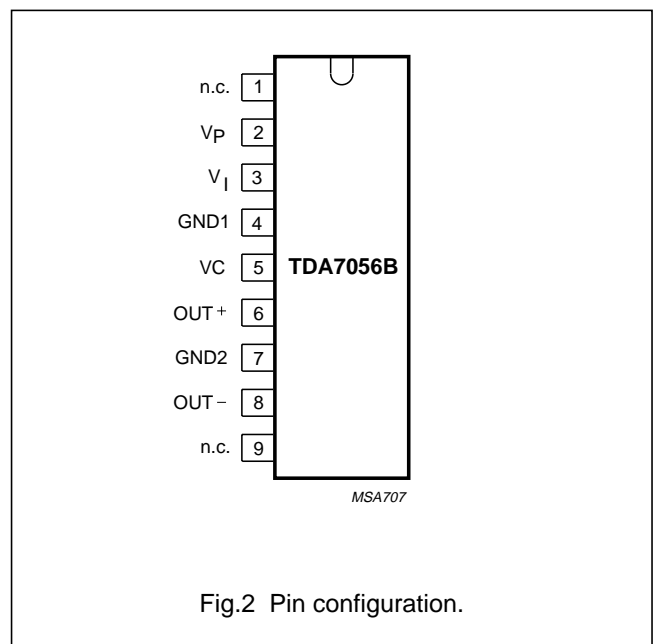 n.c. 1
VP 2
VI 3
GND1 4
VC 5 TDA7056B
OUT+ 6
GND2 7
OUT− 8
n.c. 9
MSA707
Fig.2 Pin configuration.